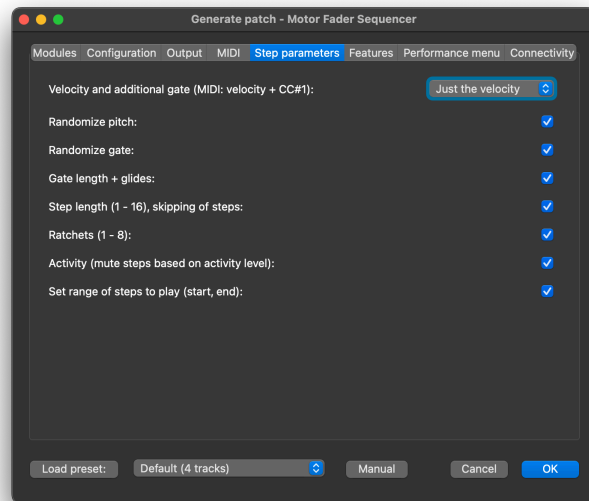 Generate patch - Motor Fader Sequencer
Modules Configuration Output MIDI Step parameters Features Performance menu Connectivity
Velocity and additional gate (MIDI: velocity + CC#1): Just the velocity
Randomize pitch:
Randomize gate:
Gate length + glides:
Step length (1 - 16), skipping of steps:
Ratchets (1 - 8):
Activity (mute steps based on activity level):
Set range of steps to play (start, end):
Load preset: Default (4 tracks) Manual Cancel OK